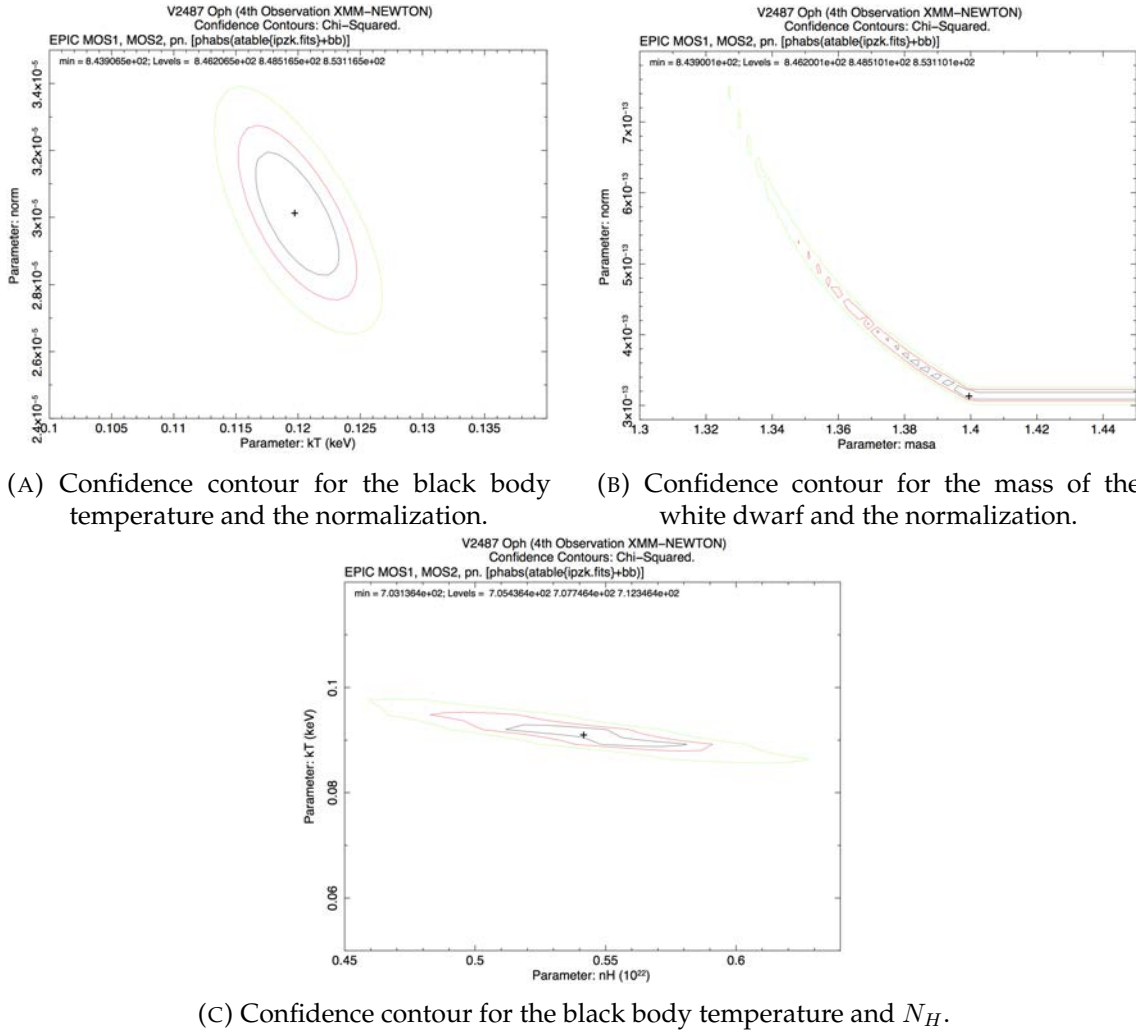 V2487 Oph (4th Observation XMM-NEWTON)
Confidence Contours: Chi-Squared.
EPIC MOS1, MOS2, pn. [phabs(atable{ipzk.fits}+bb)]
min = 8.439065e+02; Levels = 8.462065e+02 8.485165e+02 8.531165e+02
Parameter: norm
2.4×10⁻⁵ 2.6×10⁻⁵ 2.8×10⁻⁵ 3×10⁻⁵ 3.2×10⁻⁵ 3.4×10⁻⁵
0.1 0.105 0.11 0.115 0.12 0.125 0.13 0.135
Parameter: kT (keV)
(A) Confidence contour for the black body
temperature and the normalization.
V2487 Oph (4th Observation XMM-NEWTON)
Confidence Contours: Chi-Squared.
EPIC MOS1, MOS2, pn. [phabs(atable{ipzk.fits}+bb)]
min = 8.439001e+02; Levels = 8.462001e+02 8.485101e+02 8.531101e+02
Parameter: norm
3×10⁻¹³ 4×10⁻¹³ 5×10⁻¹³ 6×10⁻¹³ 7×10⁻¹³
1.3 1.32 1.34 1.36 1.38 1.4 1.42 1.44
Parameter: masa
(B) Confidence contour for the mass of the
white dwarf and the normalization.
V2487 Oph (4th Observation XMM-NEWTON)
Confidence Contours: Chi-Squared.
EPIC MOS1, MOS2, pn. [phabs(atable{ipzk.fits}+bb)]
min = 7.031364e+02; Levels = 7.054364e+02 7.077464e+02 7.123464e+02
Parameter: kT (keV)
0.06 0.08 0.1
0.45 0.5 0.55 0.6
Parameter: nH (10²²)
(C) Confidence contour for the black body temperature and N_H.